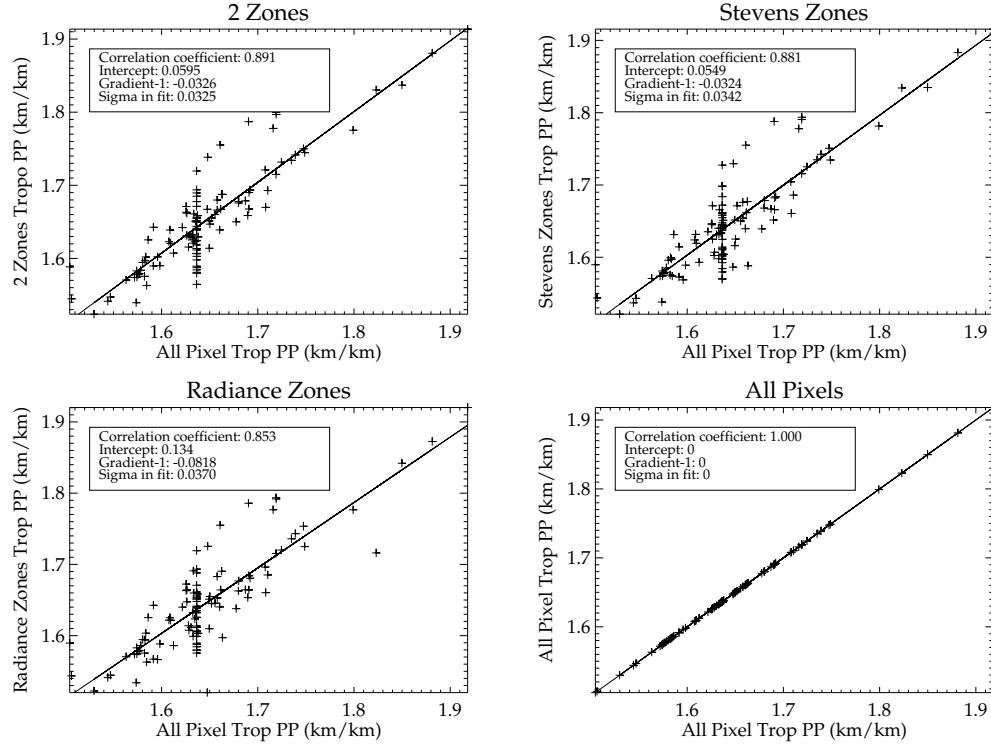 2 Zones
Correlation coefficient: 0.891
Intercept: 0.0595
Gradient-1: -0.0326
Sigma in fit: 0.0325
2 Zones Tropo PP (km/km)
1.9
1.8
1.7
1.6
1.6 1.7 1.8 1.9
All Pixel Trop PP (km/km)
Stevens Zones
Correlation coefficient: 0.881
Intercept: 0.0549
Gradient-1: -0.0324
Sigma in fit: 0.0342
Stevens Zones Trop PP (km/km)
1.9
1.8
1.7
1.6
1.6 1.7 1.8 1.9
All Pixel Trop PP (km/km)
Radiance Zones
Correlation coefficient: 0.853
Intercept: 0.134
Gradient-1: -0.0818
Sigma in fit: 0.0370
Radiance Zones Trop PP (km/km)
1.9
1.8
1.7
1.6
1.6 1.7 1.8 1.9
All Pixel Trop PP (km/km)
All Pixels
Correlation coefficient: 1.000
Intercept: 0
Gradient-1: 0
Sigma in fit: 0
All Pixel Trop PP (km/km)
1.9
1.8
1.7
1.6
1.6 1.7 1.8 1.9
All Pixel Trop PP (km/km)